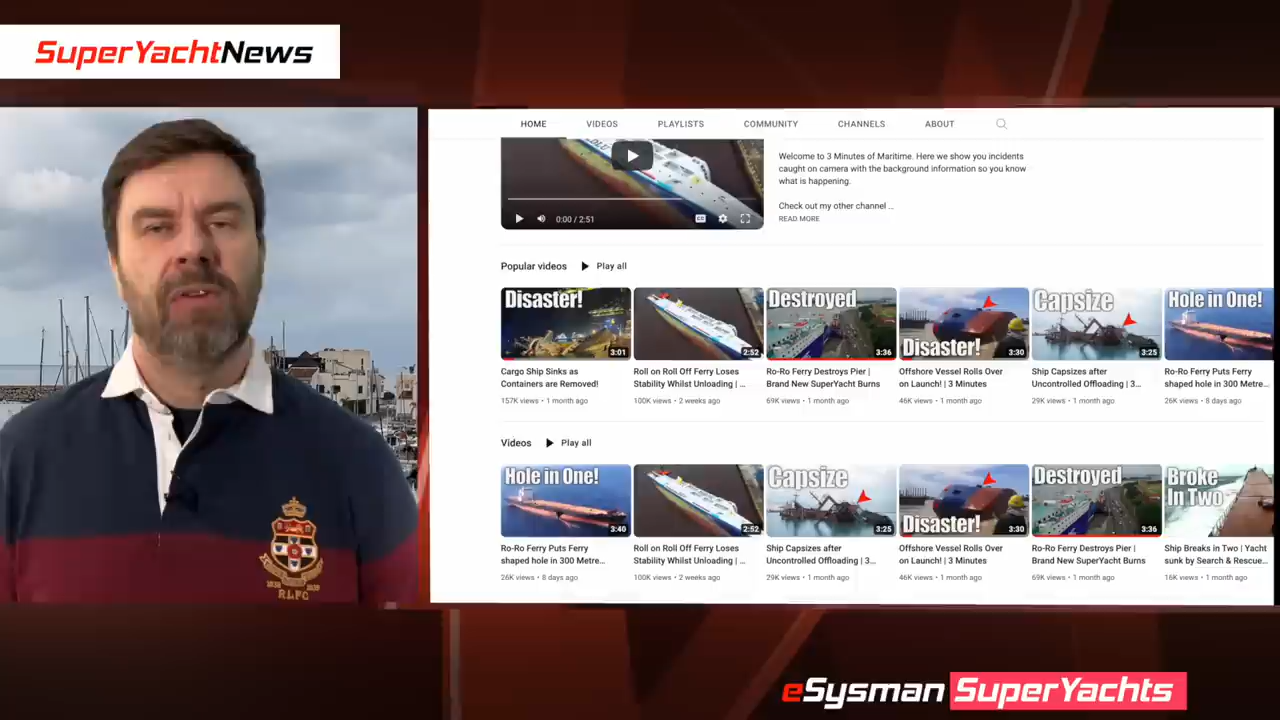 SuperYachtNews
HOME VIDEOS PLAYLISTS COMMUNITY CHANNELS ABOUT
Welcome to 3 Minutes of Maritime. Here we show you incidents
caught on camera with the background information so you know
what is happening.
Check out my other channel ...
READ MORE
0:00 / 2:51
Popular videos Play all
Disaster!
3:01
2:52
Destroyed
3:36
Disaster!
3:30
Capsize
3:25
Hole in One!
Cargo Ship Sinks as
Containers are Removed!
157K views • 1 month ago
Roll on Roll Off Ferry Loses
Stability Whilst Unloading | ...
100K views • 2 weeks ago
Ro-Ro Ferry Destroys Pier |
Brand New SuperYacht Burns
69K views • 1 month ago
Offshore Vessel Rolls Over
on Launch! | 3 Minutes
46K views • 1 month ago
Ship Capsizes after
Uncontrolled Offloading | 3...
29K views • 1 month ago
Ro-Ro Ferry Puts Ferry
shaped hole in 300 Metre...
26K views • 8 days ago
Videos Play all
Hole in One!
3:40
2:52
Capsize
3:25
Disaster!
3:30
Destroyed
3:36
Broke
In Two
Ro-Ro Ferry Puts Ferry
shaped hole in 300 Metre...
26K views • 8 days ago
Roll on Roll Off Ferry Loses
Stability Whilst Unloading | ...
100K views • 2 weeks ago
Ship Capsizes after
Uncontrolled Offloading | 3...
29K views • 1 month ago
Offshore Vessel Rolls Over
on Launch! | 3 Minutes
46K views • 1 month ago
Ro-Ro Ferry Destroys Pier |
Brand New SuperYacht Burns
69K views • 1 month ago
Ship Breaks in Two | Yacht
sunk by Search & Rescue...
16K views • 1 month ago
RLFC
eSysman SuperYachts